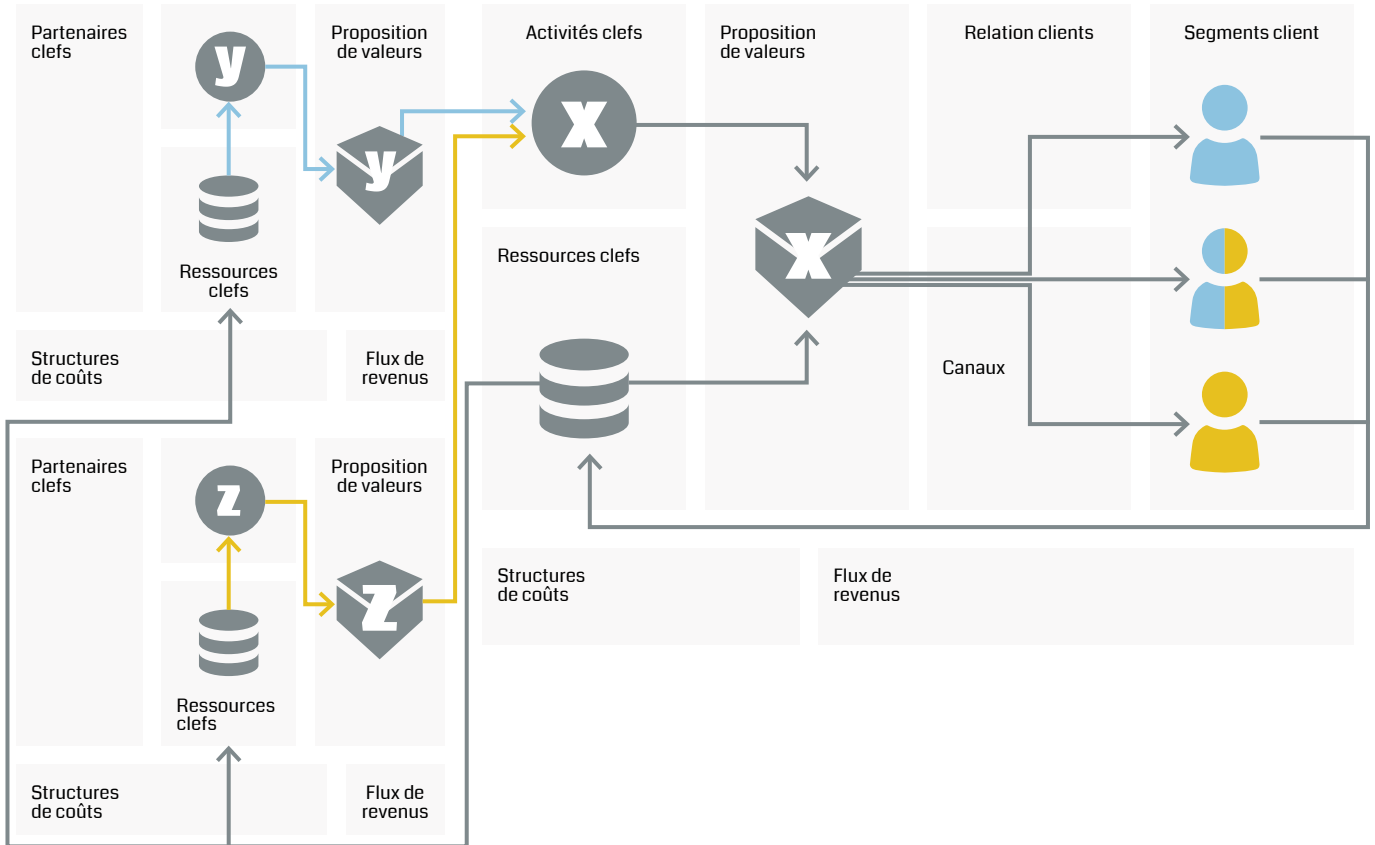 Partenaires
clefs
y
Ressources
clefs
Proposition
de valeurs
y
Structures
de coûts
Flux de
revenus
Partenaires
clefs
z
Ressources
clefs
Proposition
de valeurs
z
Structures
de coûts
Flux de
revenus
Activités clefs
x
Ressources clefs
Proposition
de valeurs
x
Relation clients
Canaux
Segments client
Structures
de coûts
Flux de
revenus